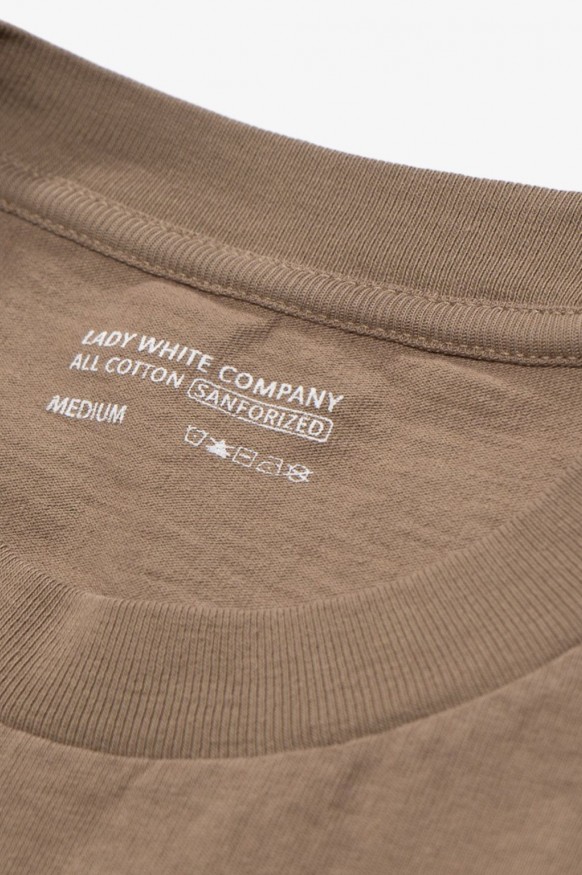 LADY WHITE COMPANY
ALL COTTON SANFORIZED
MEDIUM